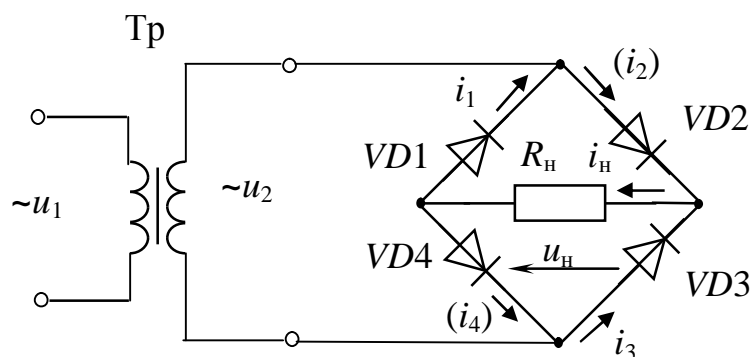 Тр
(i₂)
i₁
VD2
VD1
Rн
iн
~u₁
~u₂
VD4
uн
VD3
(i₄)
i₃